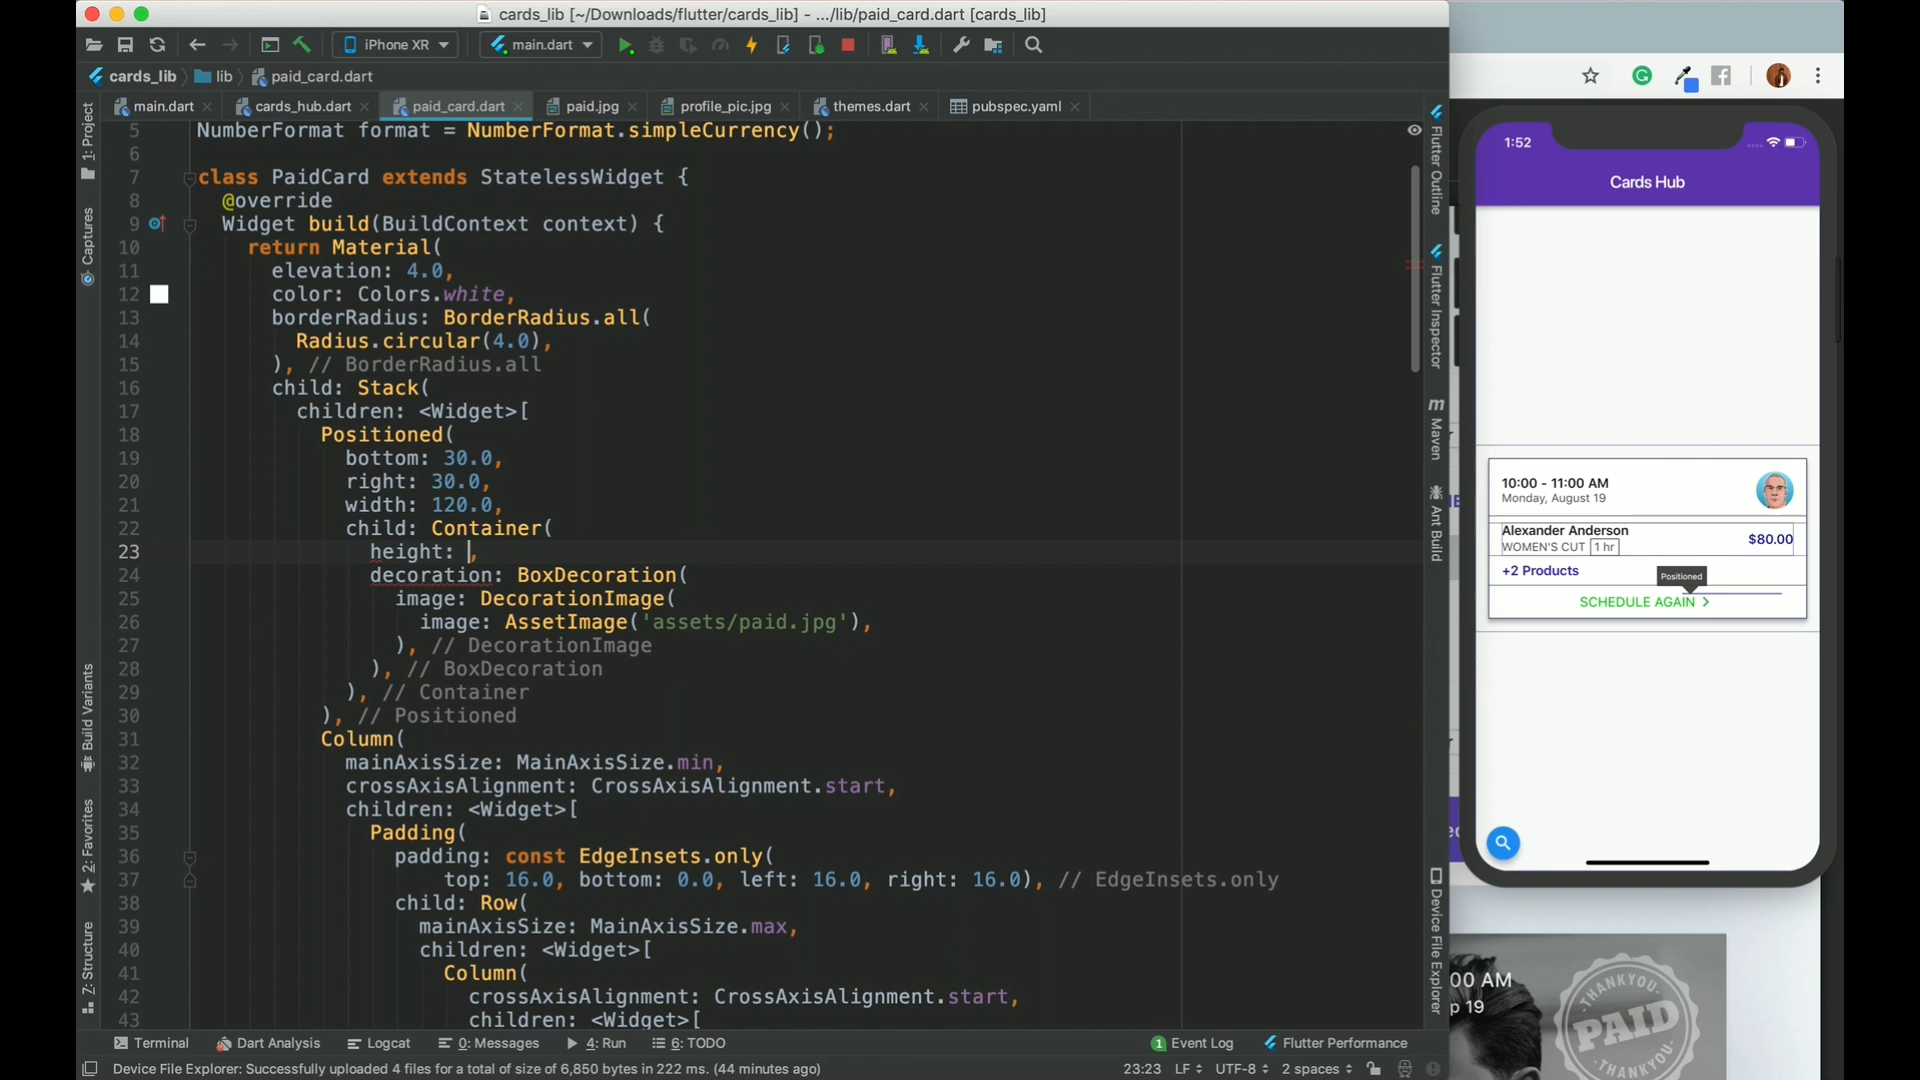 cards_lib [~/Downloads/flutter/cards_lib] - .../lib/paid_card.dart [cards_lib]
iPhone XR
main.dart
cards_lib
lib
paid_card.dart
main.dart
cards_hub.dart
paid_card.dart
paid.jpg
profile_pic.jpg
themes.dart
pubspec.yaml
1: Project
Captures
Build Variants
2: Favorites
7: Structure
5 NumberFormat format = NumberFormat.simpleCurrency();
6
7 class PaidCard extends StatelessWidget {
8 @override
9 Widget build(BuildContext context) {
10 return Material(
11 elevation: 4.0,
12 color: Colors.white,
13 borderRadius: BorderRadius.all(
14 Radius.circular(4.0),
15 ), // BorderRadius.all
16 child: Stack(
17 children: <Widget>[
18 Positioned(
19 bottom: 30.0,
20 right: 30.0,
21 width: 120.0,
22 child: Container(
23 height: ,
24 decoration: BoxDecoration(
25 image: DecorationImage(
26 image: AssetImage('assets/paid.jpg'),
27 ), // DecorationImage
28 ), // BoxDecoration
29 ), // Container
30 ), // Positioned
31 Column(
32 mainAxisSize: MainAxisSize.min,
33 crossAxisAlignment: CrossAxisAlignment.start,
34 children: <Widget>[
35 Padding(
36 padding: const EdgeInsets.only(
37 top: 16.0, bottom: 0.0, left: 16.0, right: 16.0), // EdgeInsets.only
38 child: Row(
39 mainAxisSize: MainAxisSize.max,
40 children: <Widget>[
41 Column(
42 crossAxisAlignment: CrossAxisAlignment.start,
43 children: <Widget>[
Flutter Outline
Flutter Inspector
Maven
Ant Build
Device File Explorer
1:52
Cards Hub
10:00 - 11:00 AM
Monday, August 19
Alexander Anderson
WOMEN'S CUT 1 hr
$80.00
+2 Products
Positioned
SCHEDULE AGAIN
00 AM
p 19
THANK YOU
PAID
THANK YOU
Terminal
Dart Analysis
Logcat
0: Messages
4: Run
6: TODO
1 Event Log
Flutter Performance
Device File Explorer: Successfully uploaded 4 files for a total of size of 6,850 bytes in 222 ms. (44 minutes ago)
23:23
LF
UTF-8
2 spaces